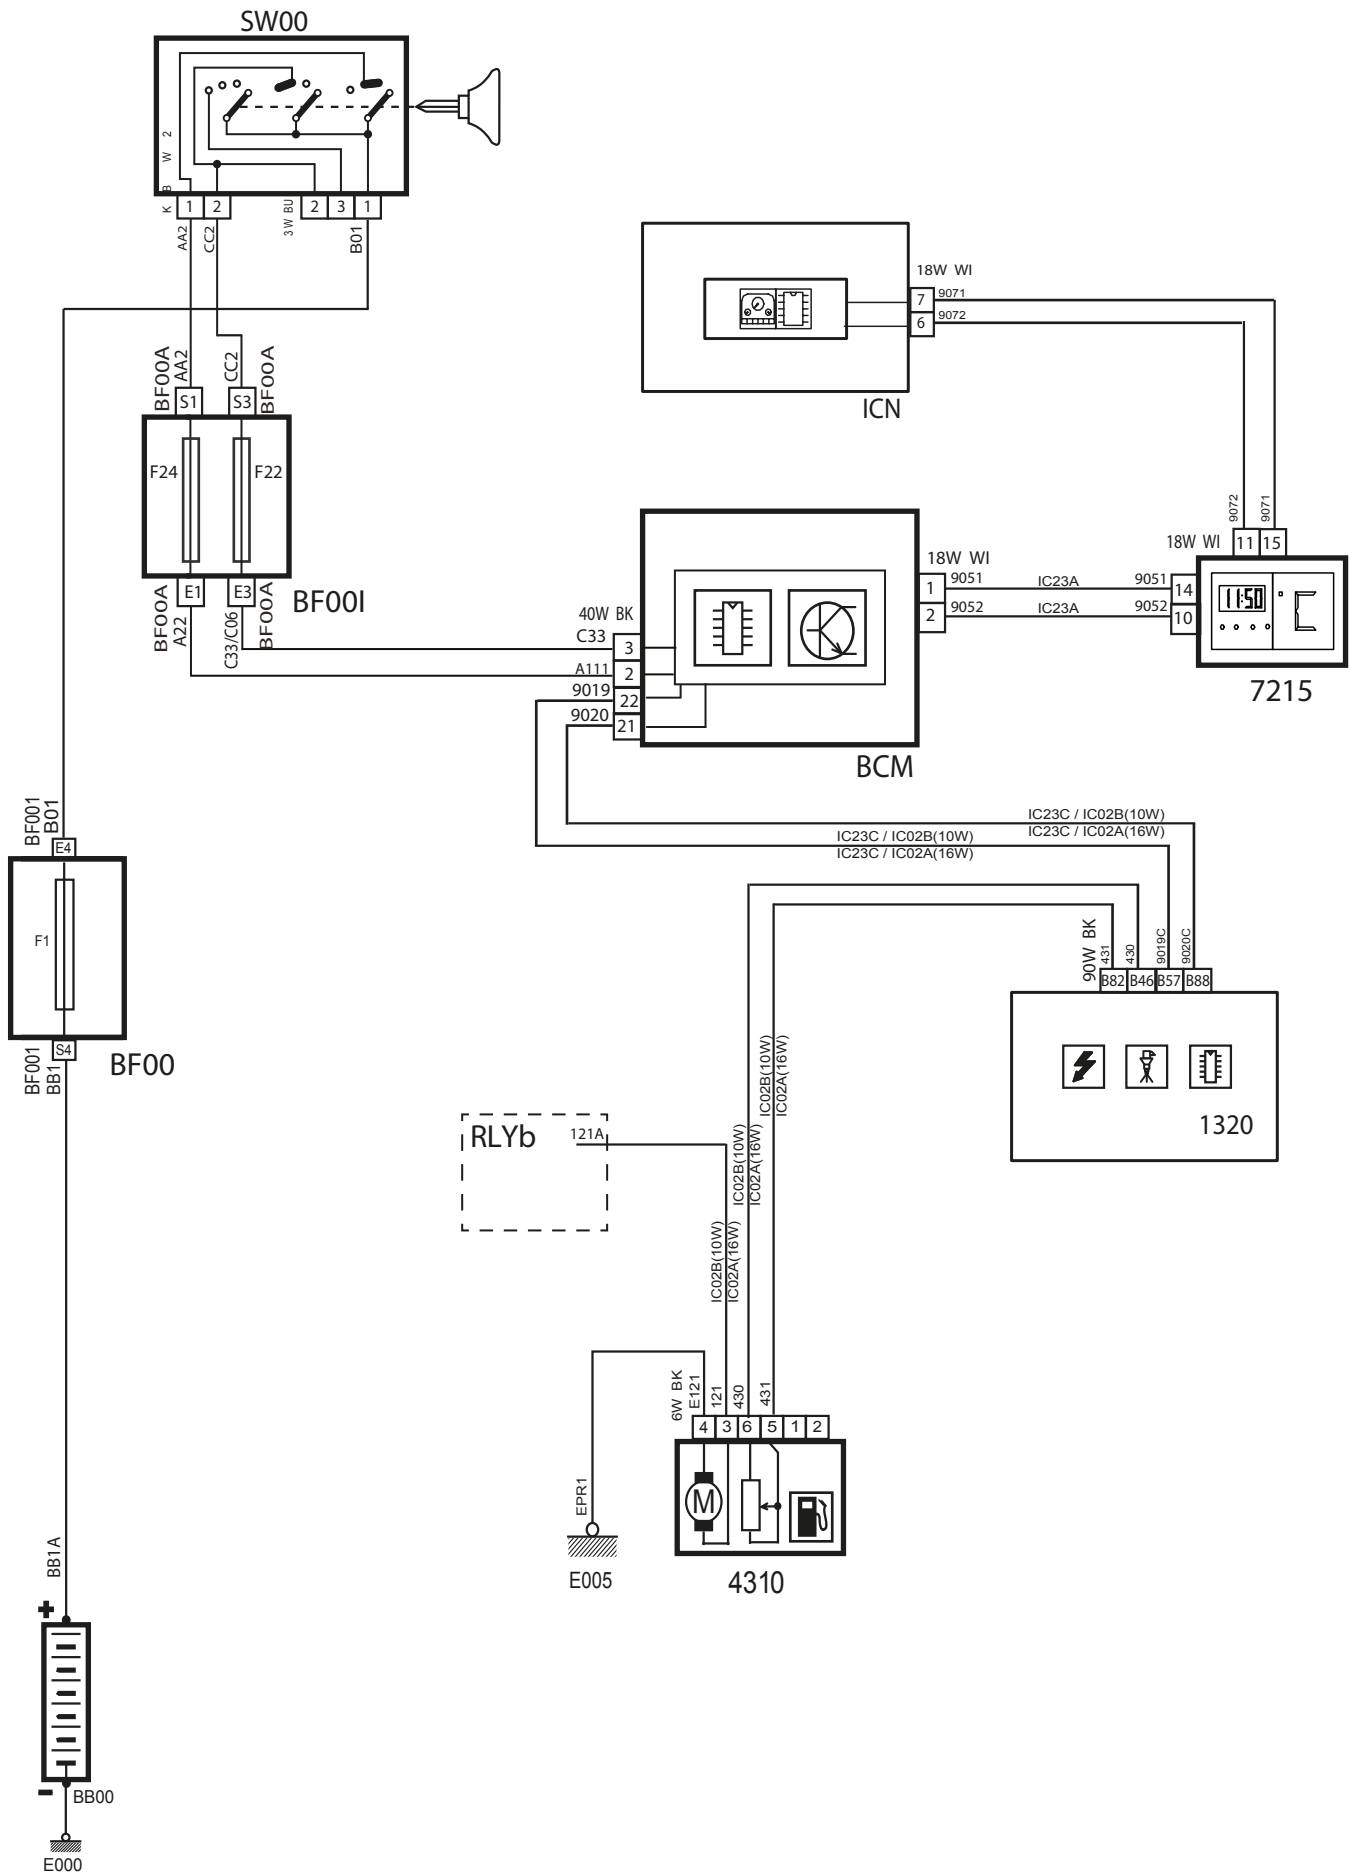 SW00
K B W 2
1 2 2 3 1
3 W BU
AA2 CC2 B01
18W WI
7 9071
6 9072
ICN
BF00A AA2 CC2 BF00A
S1 S3
F24 F22
E1 E3
BF00A A22 C33/C06 BF00A
BF00I
9072 9071
18W WI 11 15
18W WI
1 9051 IC23A 9051 14
2 9052 IC23A 9052 10
11:50
7215
40W BK
C33 3
A111 2
9019 22
9020 21
BCM
IC23C / IC02B(10W)
IC23C / IC02A(16W)
IC23C / IC02B(10W)
IC23C / IC02A(16W)
BF001 B01
E4
F1
S4
BF001 BB1
BF00
90W BK 431 430 9019C 9020C
B82 B46 B57 B88
1320
IC02B(10W)
IC02A(16W)
RLYb 121A
IC02B(10W)
IC02A(16W)
IC02B(10W)
IC02A(16W)
6W BK E121 121 430 431
4 3 6 5 1 2
M
4310
EPR1
E005
BB1A
+
-
BB00
E000